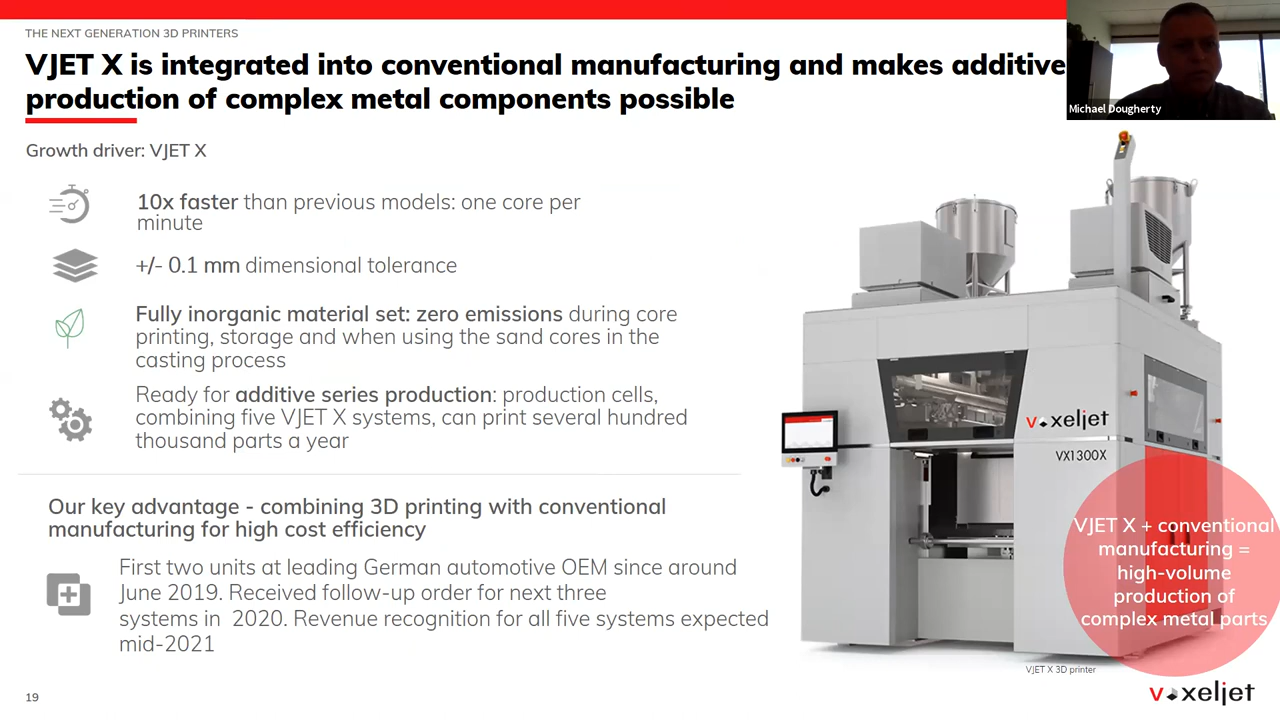 THE NEXT GENERATION 3D PRINTERS
VJET X is integrated into conventional manufacturing and makes additive
production of complex metal components possible
Michael Dougherty
Growth driver: VJET X
10x faster than previous models: one core per
minute
+/- 0.1 mm dimensional tolerance
Fully inorganic material set: zero emissions during core
printing, storage and when using the sand cores in the
casting process
Ready for additive series production: production cells,
combining five VJET X systems, can print several hundred
thousand parts a year
Our key advantage - combining 3D printing with conventional
manufacturing for high cost efficiency
First two units at leading German automotive OEM since around
June 2019. Received follow-up order for next three
systems in 2020. Revenue recognition for all five systems expected
mid-2021
voxeljet
VX1300X
VJET X + conventional
manufacturing =
high-volume
production of
complex metal parts
VJET X 3D printer
19
voxeljet